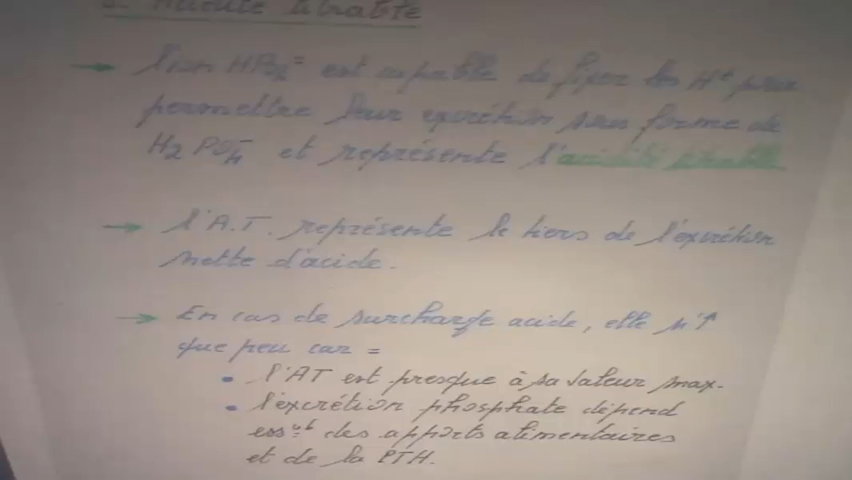 Acidité titrable
→ l'ion HPO4= est capable de fixer les H+ pour
permettre leur excrétion sous forme de
H2PO4- et représente l'acidité titrable
→ l'A.T. représente le tiers de l'excrétion
nette d'acide.
→ En cas de surcharge acide, elle n'↑
que peu car =
• l'AT est presque à sa valeur max.
• l'excrétion phosphate dépend
ess.nt des apports alimentaires
et de la PTH.